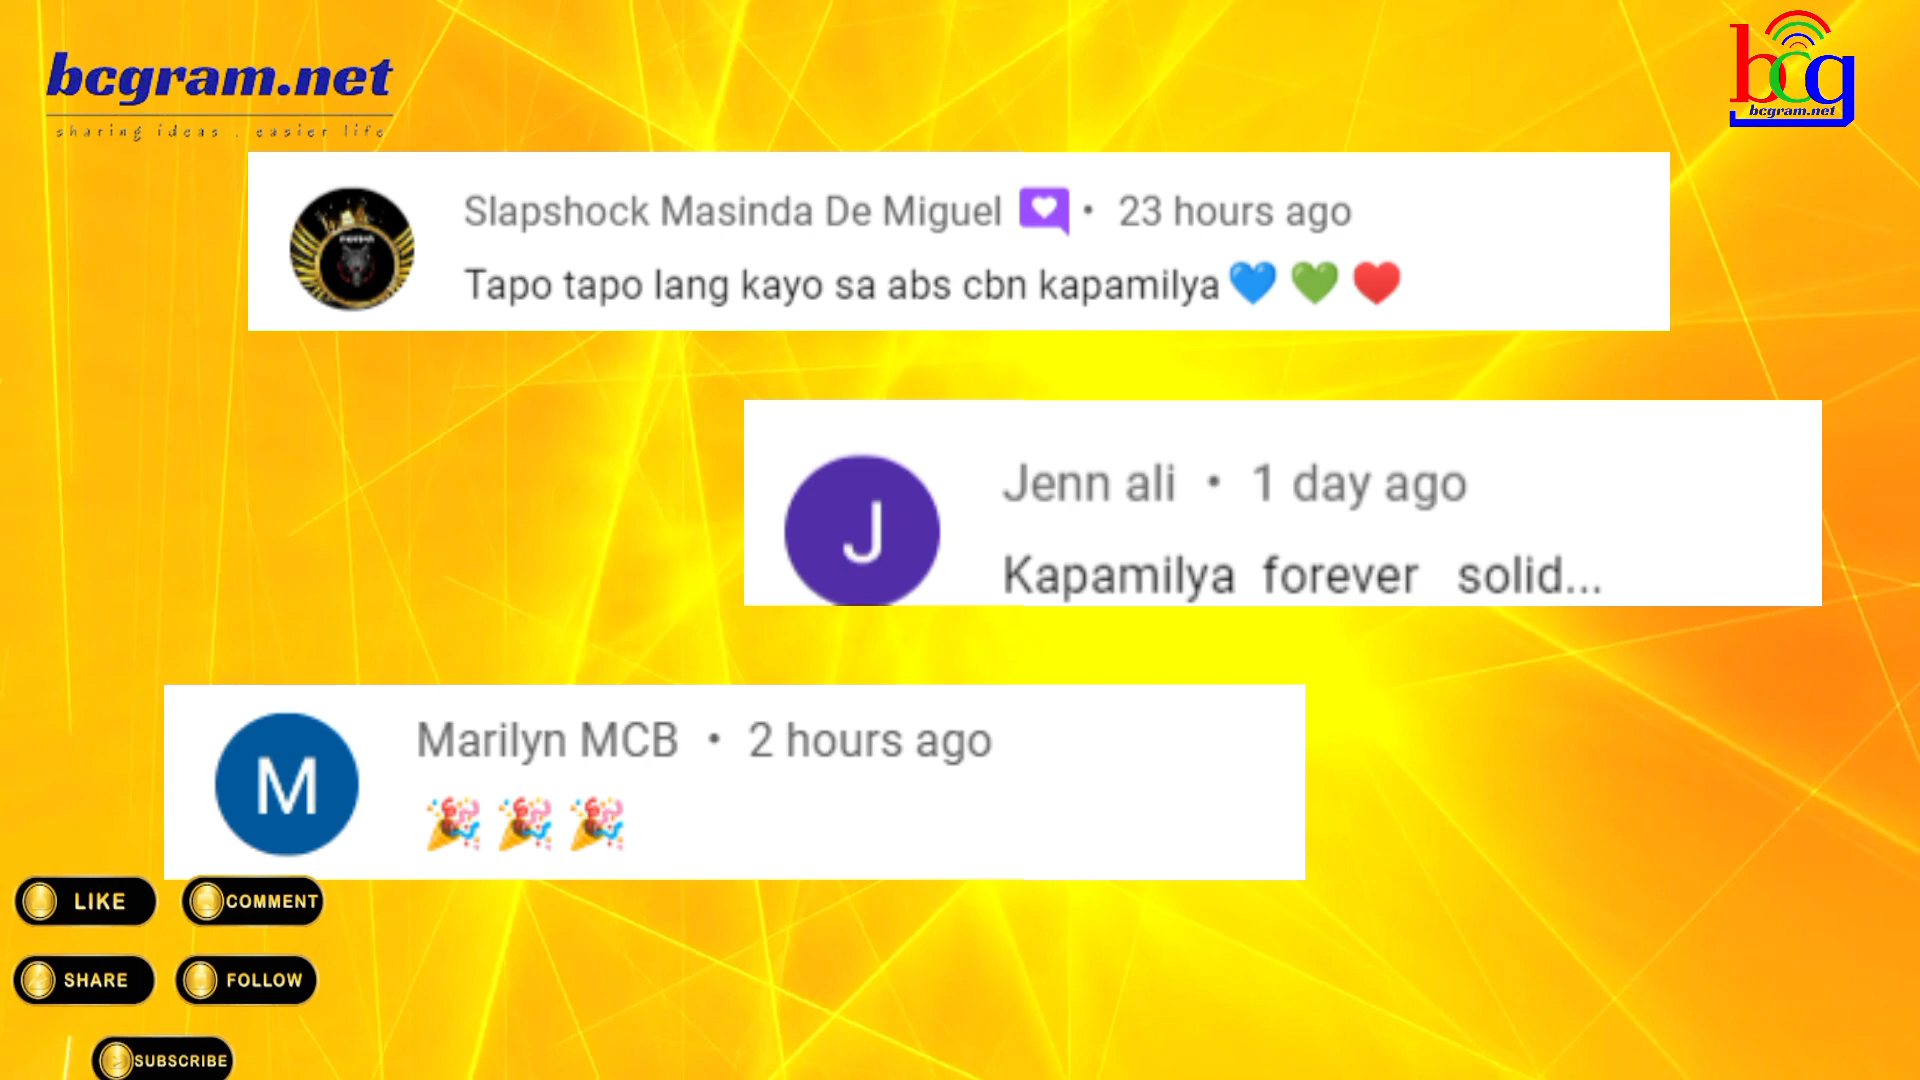 bcgram.net
sharing ideas . easier life
bcg
bcgram.net
Slapshock Masinda De Miguel • 23 hours ago
Tapo tapo lang kayo sa abs cbn kapamilya 💙 💚 ❤️
J
Jenn ali • 1 day ago
Kapamilya forever solid...
M
Marilyn MCB • 2 hours ago
🎉 🎉 🎉
LIKE
COMMENT
SHARE
FOLLOW
SUBSCRIBE